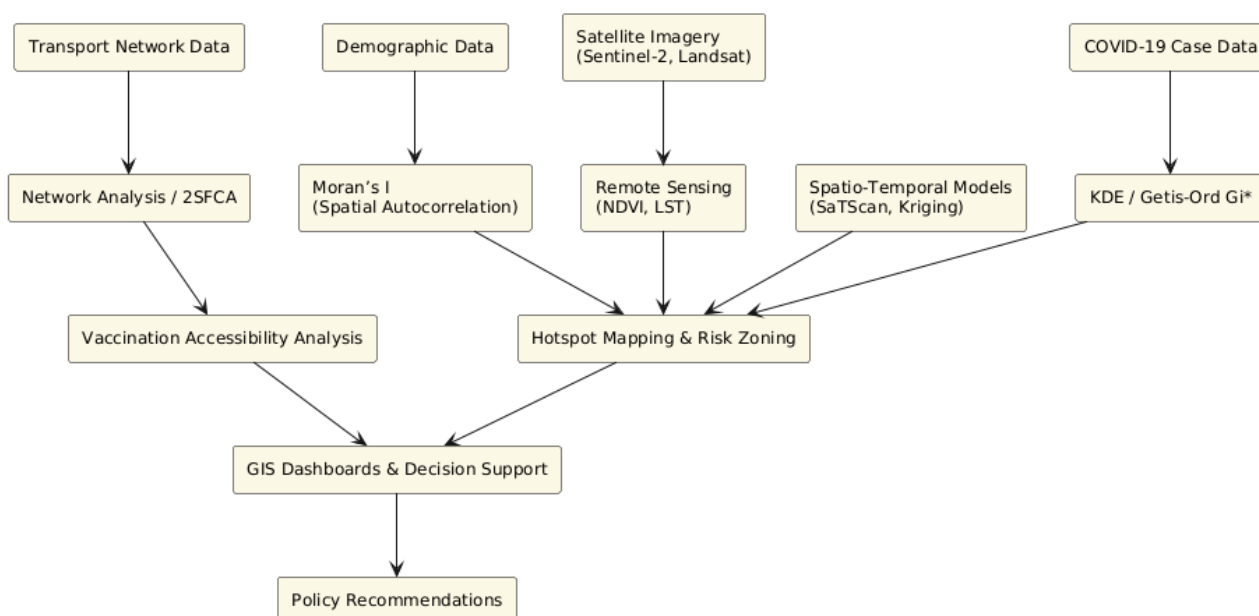 Transport Network Data
Demographic Data
Satellite Imagery
(Sentinel-2, Landsat)
COVID-19 Case Data
Network Analysis / 2SFCA
Moran’s I
(Spatial Autocorrelation)
Remote Sensing
(NDVI, LST)
Spatio-Temporal Models
(SaTScan, Kriging)
KDE / Getis-Ord Gi*
Vaccination Accessibility Analysis
Hotspot Mapping & Risk Zoning
GIS Dashboards & Decision Support
Policy Recommendations